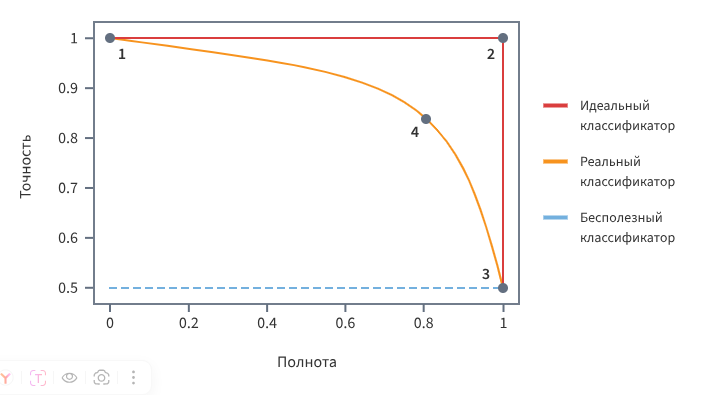 1
0.9
0.8
0.7
0.6
0.5
Точность
1
2
4
3
0
0.2
0.4
0.6
0.8
1
Полнота
Идеальный
классификатор
Реальный
классификатор
Бесполезный
классификатор
Y
T